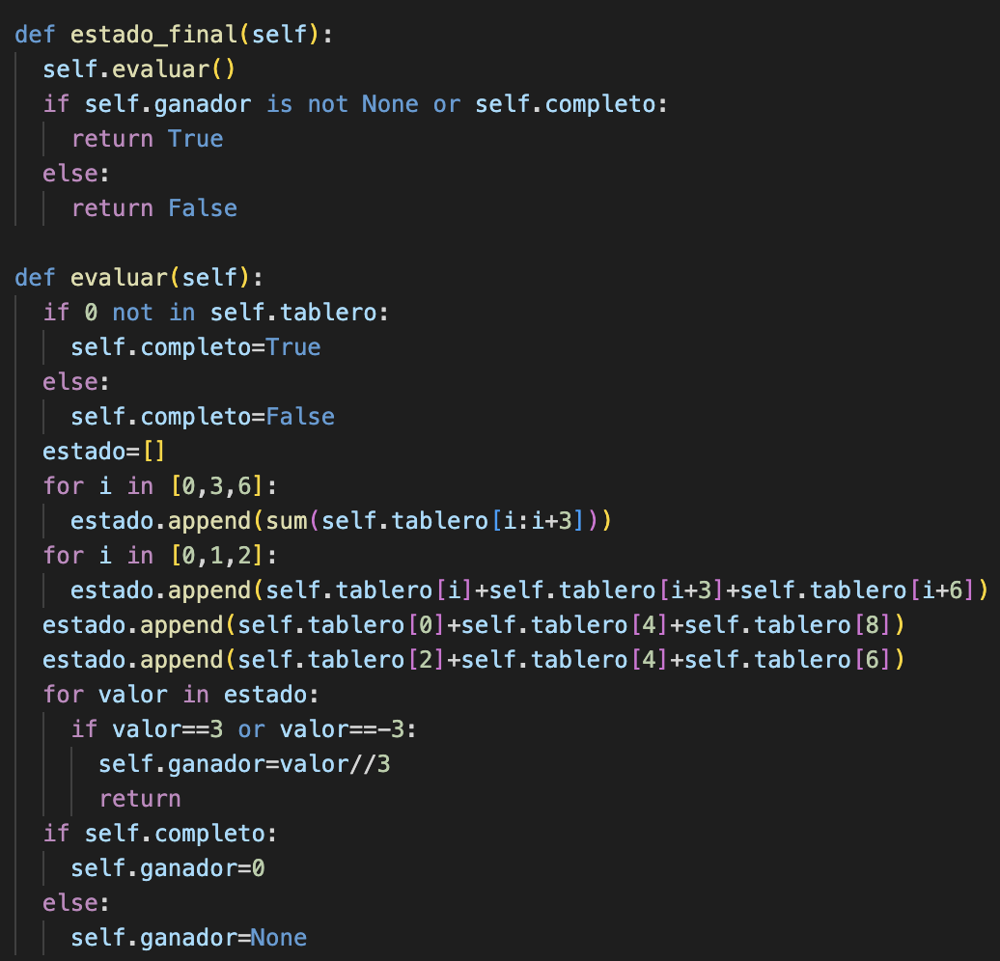 def estado_final(self):
  self.evaluar()
  if self.ganador is not None or self.completo:
    return True
  else:
    return False

def evaluar(self):
  if 0 not in self.tablero:
    self.completo=True
  else:
    self.completo=False
  estado=[]
  for i in [0,3,6]:
    estado.append(sum(self.tablero[i:i+3]))
  for i in [0,1,2]:
    estado.append(self.tablero[i]+self.tablero[i+3]+self.tablero[i+6])
  estado.append(self.tablero[0]+self.tablero[4]+self.tablero[8])
  estado.append(self.tablero[2]+self.tablero[4]+self.tablero[6])
  for valor in estado:
    if valor==3 or valor==-3:
      self.ganador=valor//3
      return
  if self.completo:
    self.ganador=0
  else:
    self.ganador=None